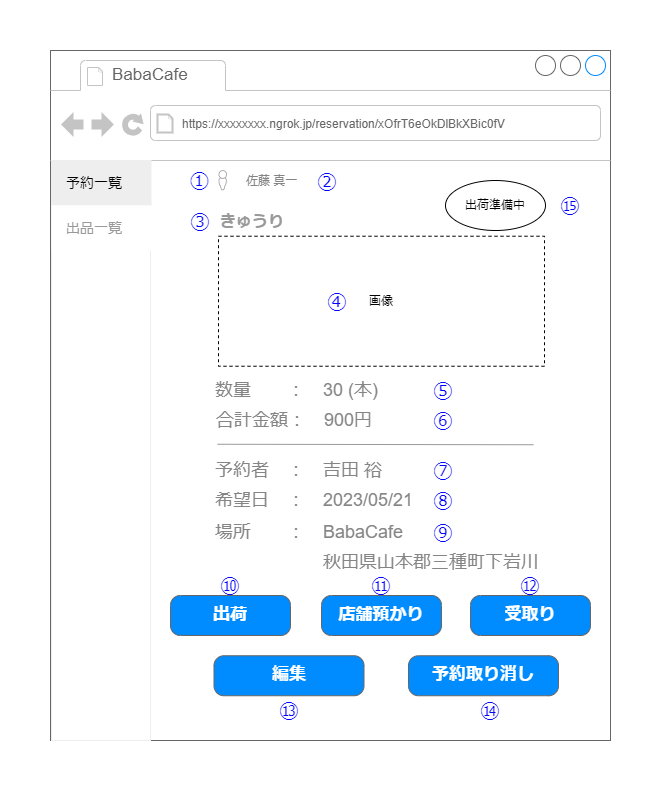 BabaCafe
https://xxxxxxxx.ngrok.jp/reservation/xOfrT6eOkDIBkXBic0fV
予約一覧
出品一覧
① 佐藤 真一 ②
出荷準備中 ⑮
③ きゅうり
④ 画像
数量 : 30 (本) ⑤
合計金額 : 900円 ⑥
予約者 : 吉田 裕 ⑦
希望日 : 2023/05/21 ⑧
場所 : BabaCafe ⑨
秋田県山本郡三種町下岩川
⑩ ⑪ ⑫
出荷 店舗預かり 受取り
編集 予約取り消し
⑬ ⑭